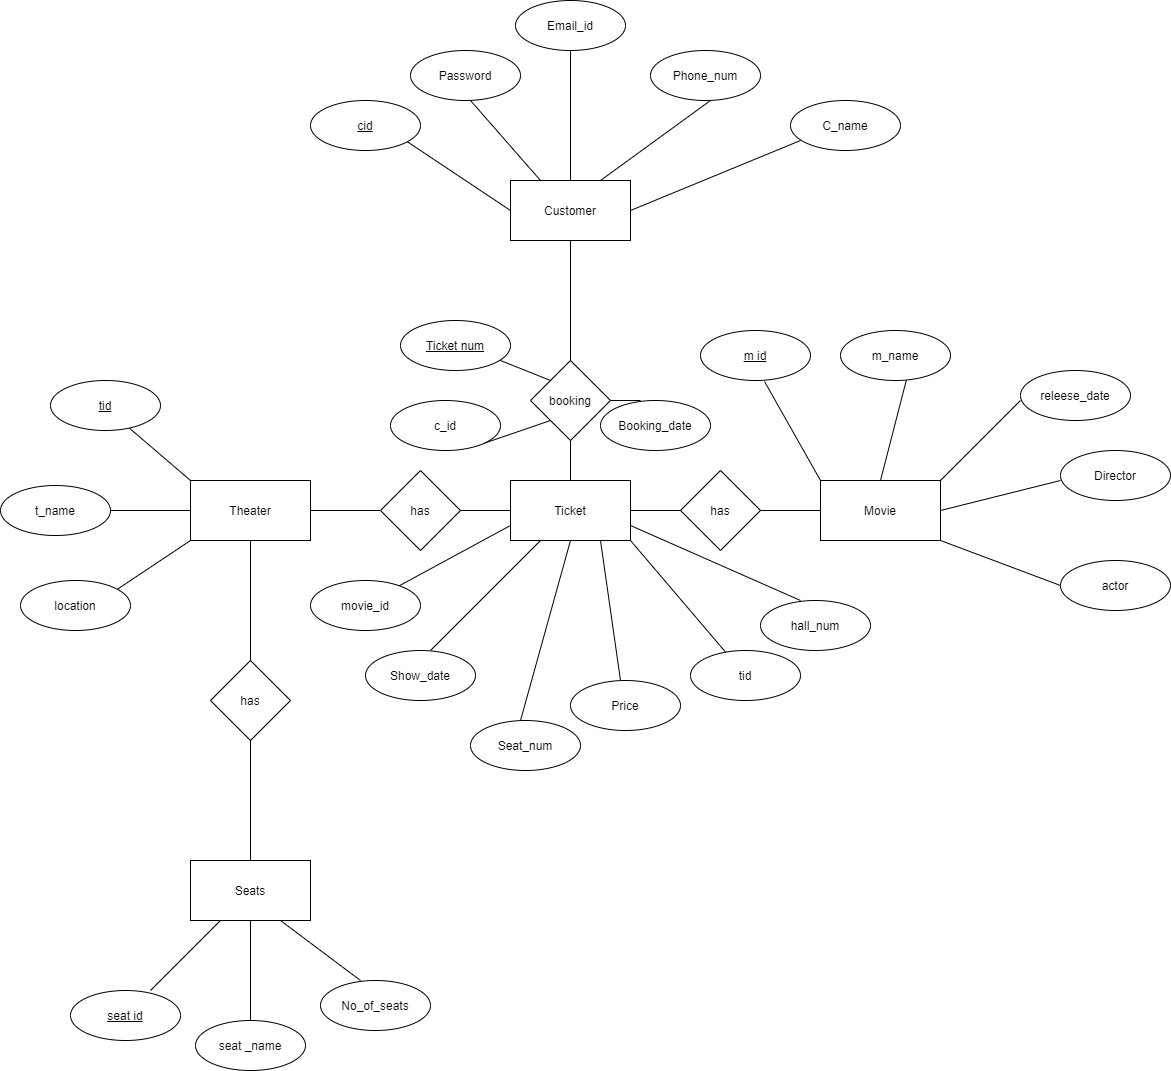 Email_id
Password
Phone_num
cid
C_name
Customer
Ticket num
m id
m_name
tid
booking
releese_date
c_id
Booking_date
Director
t_name
Theater
has
Ticket
has
Movie
location
movie_id
actor
hall_num
Show_date
tid
has
Price
Seat_num
Seats
seat id
No_of_seats
seat _name